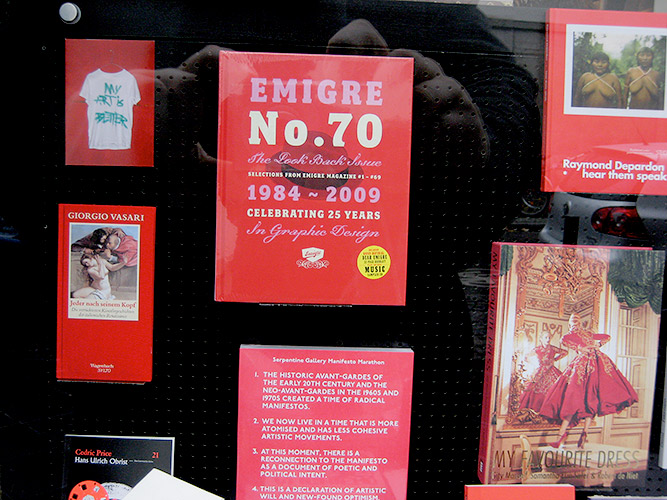 MY
ART IS
BETTER
EMIGRE
No.70
The Look Back Issue
SELECTIONS FROM EMIGRE MAGAZINE #1 - #69
1984 ~ 2009
CELEBRATING 25 YEARS
In Graphic Design
Emigre
DEAR EMIGRE
MUSIC
Raymond Depardon
hear them speak
GIORGIO VASARI
Jeder nach seinem Kopf
Wagenbach
Serpentine Gallery Manifesto Marathon
1. THE HISTORIC AVANT-GARDES OF
THE EARLY 20TH CENTURY AND THE
NEO-AVANT-GARDES IN THE 1960S AND
1970S CREATED A TIME OF RADICAL
MANIFESTOS.
2. WE NOW LIVE IN A TIME THAT IS MORE
ATOMISED AND HAS LESS COHESIVE
ARTISTIC MOVEMENTS.
3. AT THIS MOMENT, THERE IS A
RECONNECTION TO THE MANIFESTO
AS A DOCUMENT OF POETIC AND
POLITICAL INTENT.
4. THIS IS A DECLARATION OF ARTISTIC
WILL AND NEW-FOUND OPTIMISM.
MY FAVOURITE DRESS
MY FAVOURITE DRESS
Cedric Price
21
Hans Ulrich Obrist